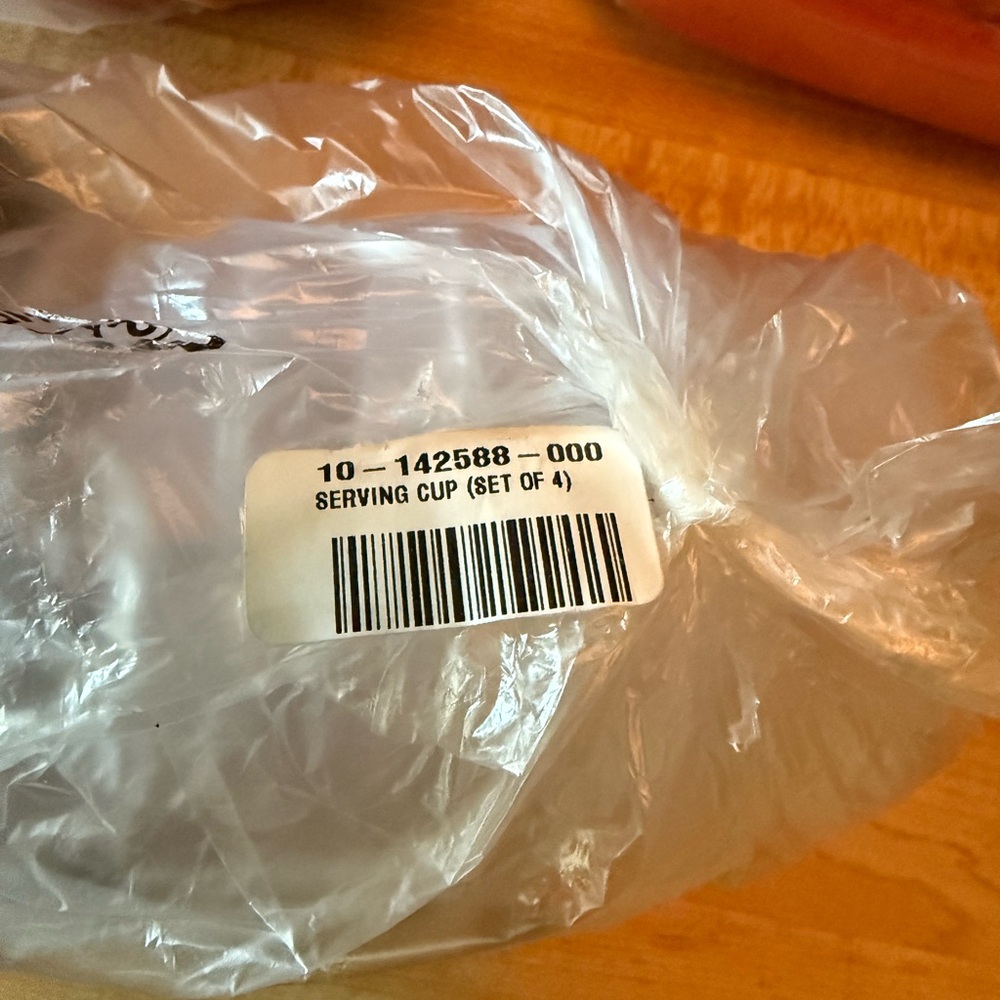 10-142588-000
SERVING CUP (SET OF 4)